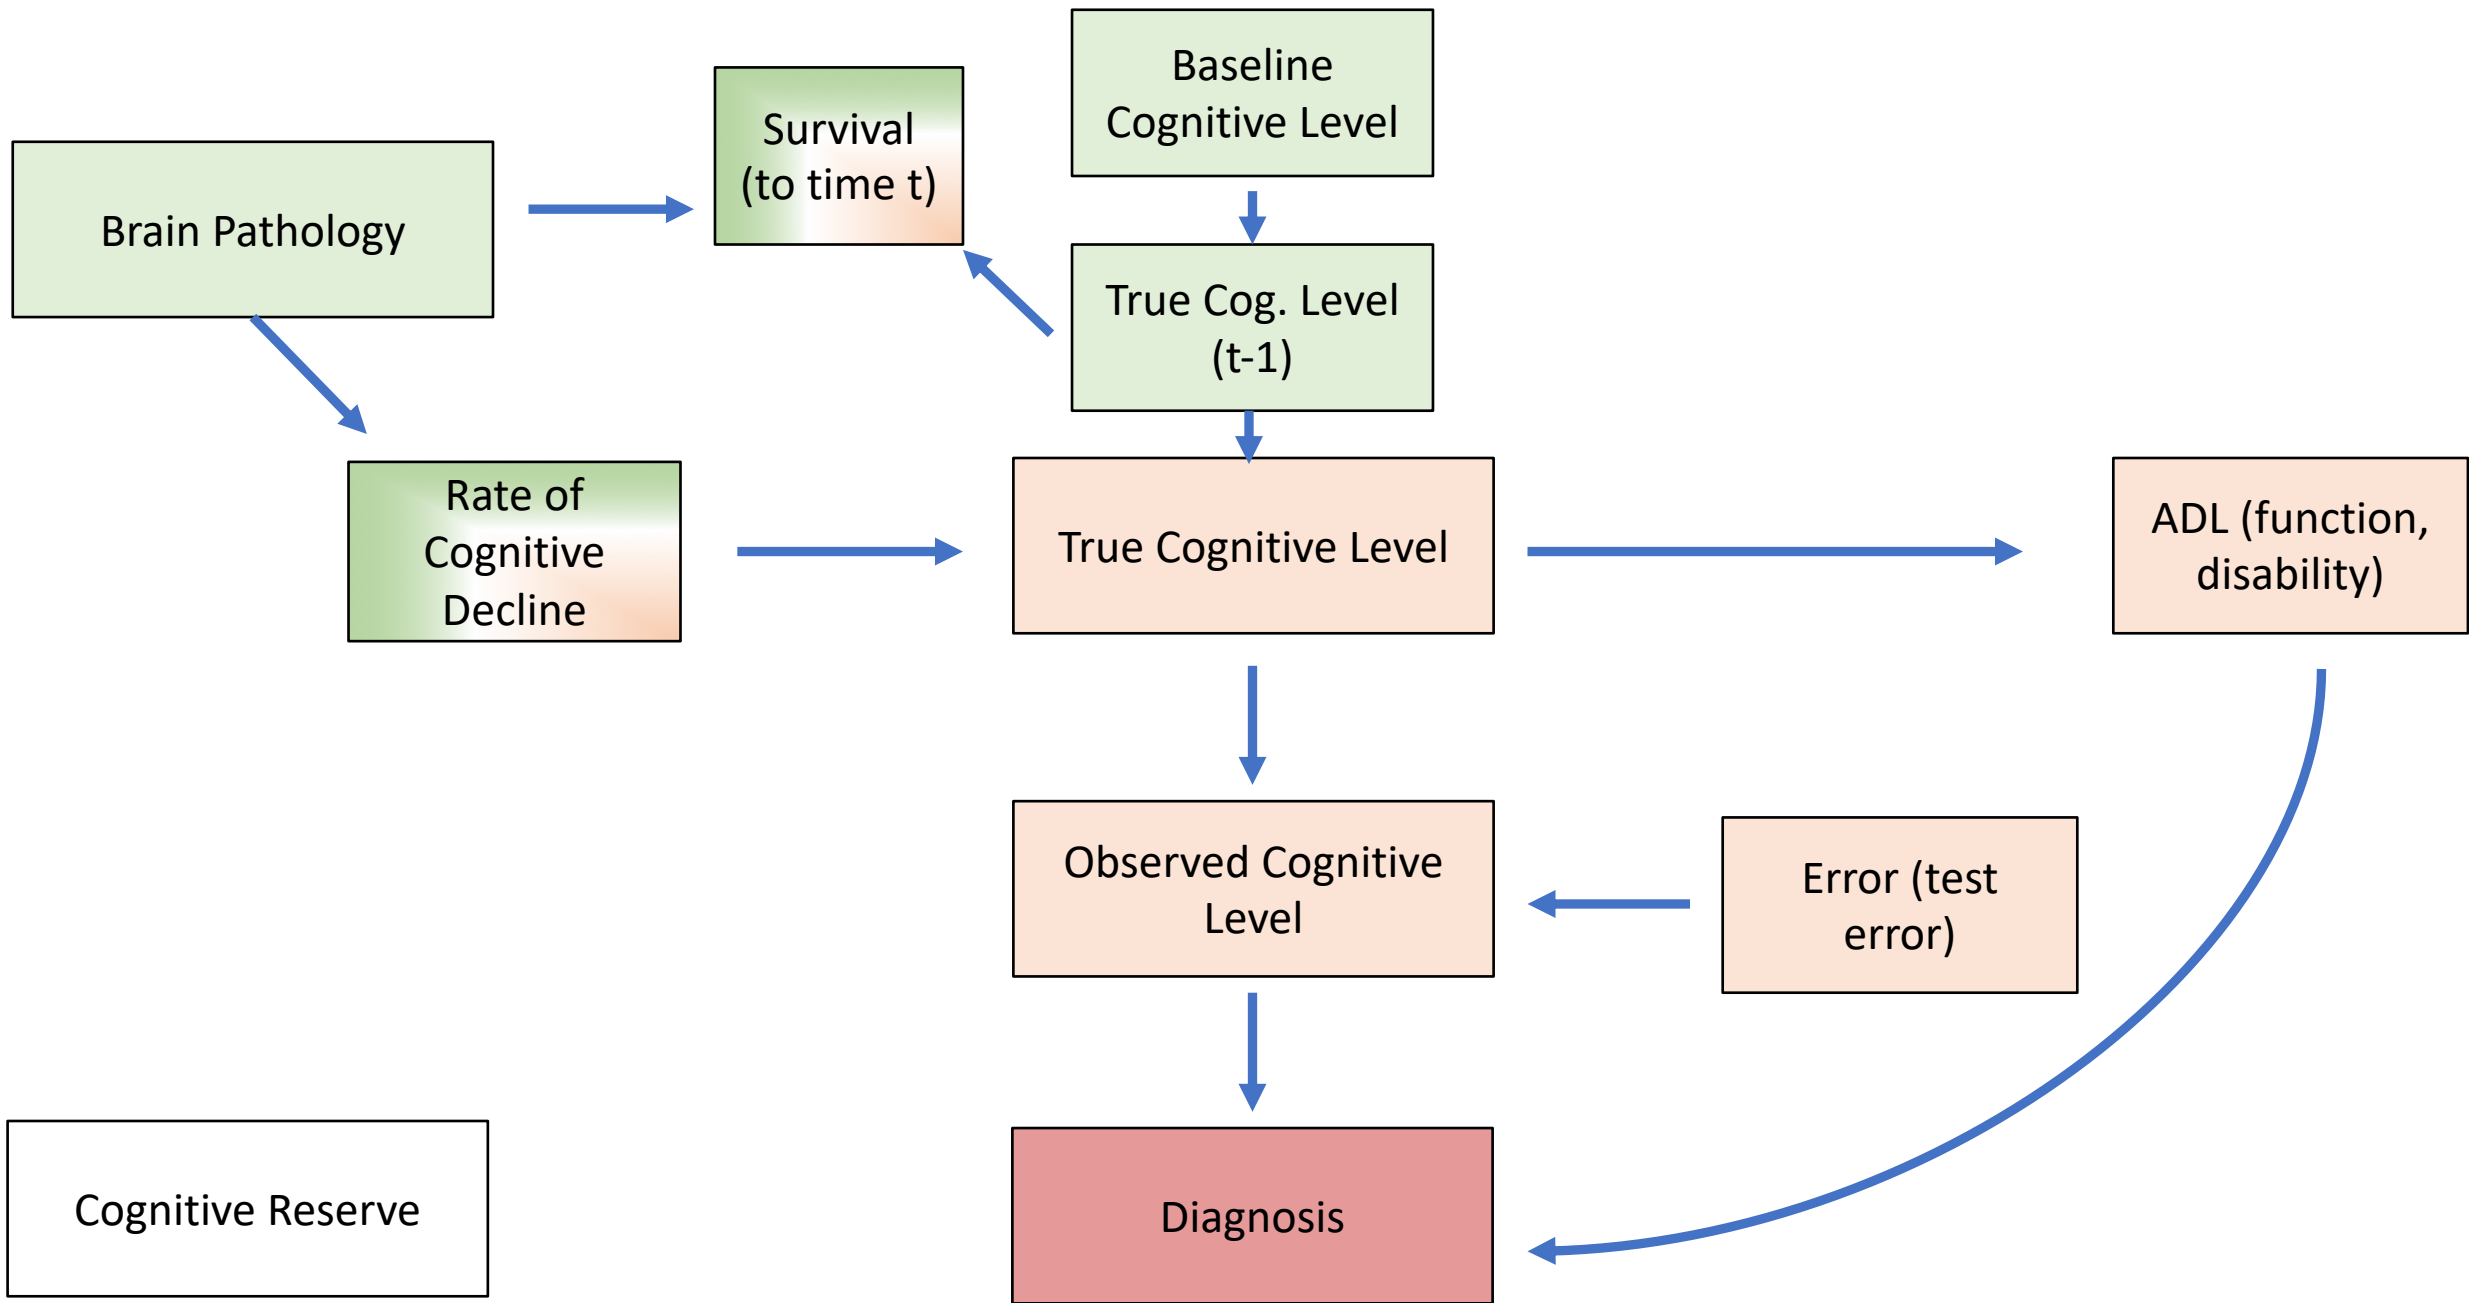 Baseline
Cognitive Level
Survival
(to time t)
Brain Pathology
True Cog. Level
(t-1)
Rate of
Cognitive
Decline
True Cognitive Level
ADL (function,
disability)
Observed Cognitive
Level
Error (test
error)
Cognitive Reserve
Diagnosis